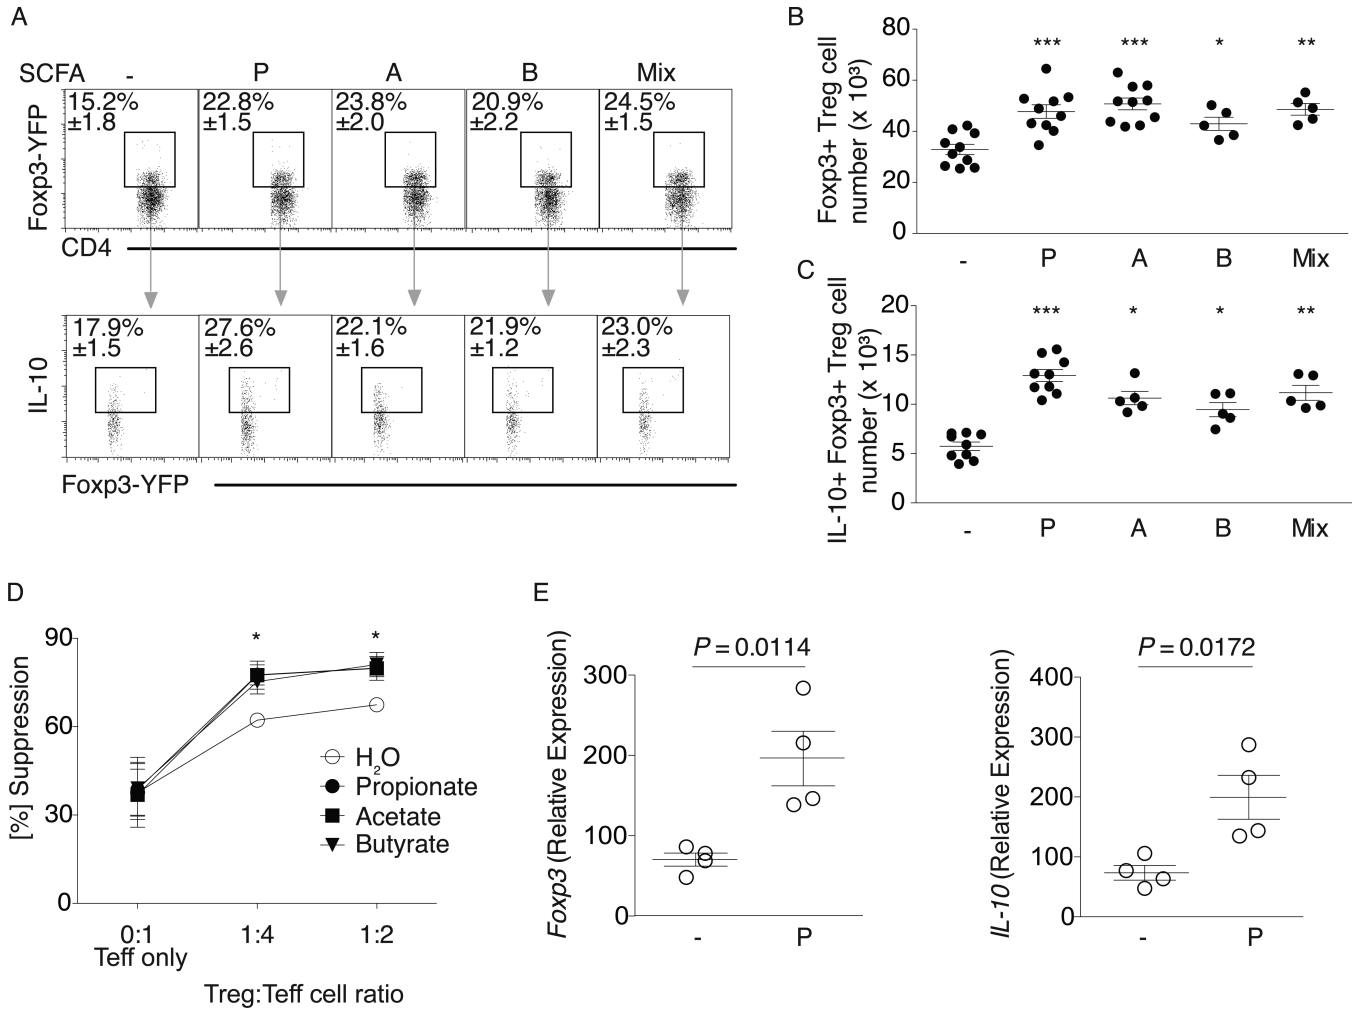 A
SCFA - P A B Mix
15.2% 22.8% 23.8% 20.9% 24.5%
±1.8 ±1.5 ±2.0 ±2.2 ±1.5
Foxp3-YFP
CD4
17.9% 27.6% 22.1% 21.9% 23.0%
±1.5 ±2.6 ±1.6 ±1.2 ±2.3
IL-10
Foxp3-YFP
B
Foxp3+ Treg cell
number (x 10³)
80
60
40
20
0
*** *** * **
- P A B Mix
C
IL-10+ Foxp3+ Treg cell
number (x 10³)
20
15
10
5
0
*** * * **
- P A B Mix
D
[%] Suppression
90
60
30
0
* *
H₂O
Propionate
Acetate
Butyrate
0:1 1:4 1:2
Teff only
Treg:Teff cell ratio
E
Foxp3 (Relative Expression)
P = 0.0114
300
200
100
0
- P
IL-10 (Relative Expression)
P = 0.0172
400
300
200
100
0
- P